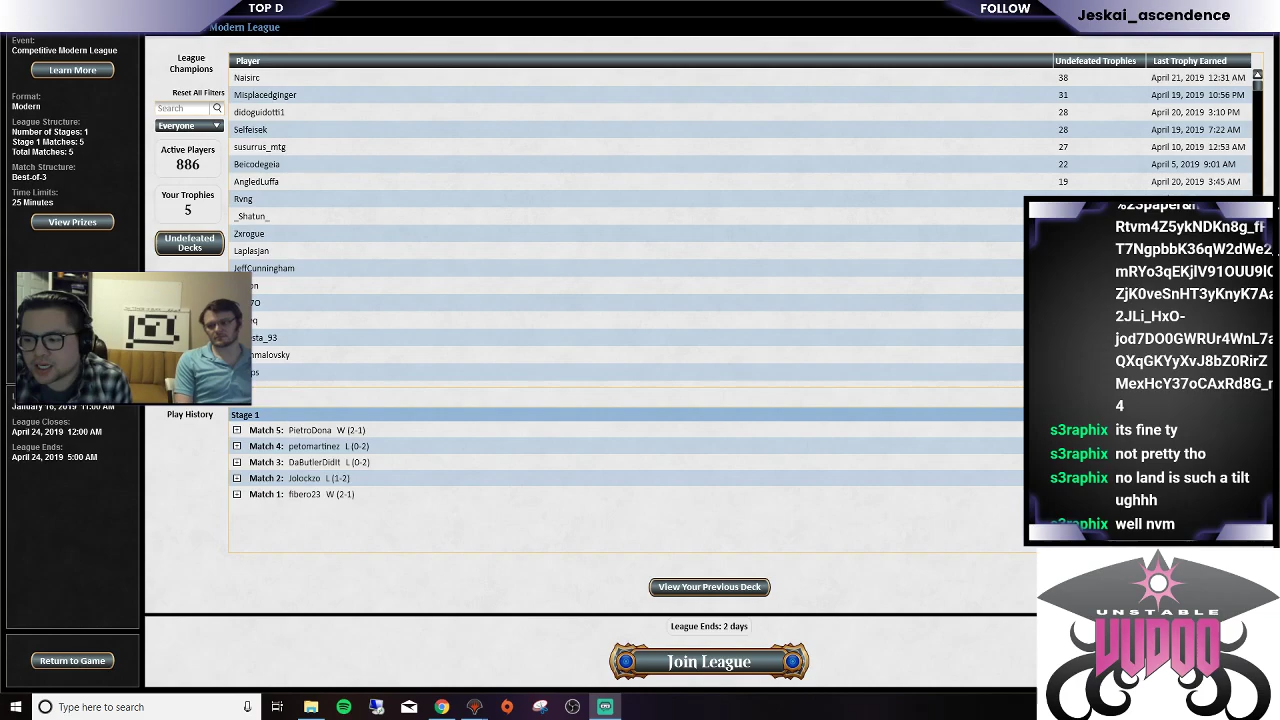 TOP D
FOLLOW
Jeskai_ascendence
Modern League
Event:
Competitive Modern League
Learn More
Format:
Modern
League Structure:
Number of Stages: 1
Stage 1 Matches: 5
Total Matches: 5
Match Structure:
Best-of-3
Time Limits:
25 Minutes
View Prizes
January 16, 2019 11:00 AM
League Closes:
April 24, 2019 12:00 AM
League Ends:
April 24, 2019 5:00 AM
Return to Game
League
Champions
Reset All Filters
Search
Everyone
Active Players
886
Your Trophies
5
Undefeated
Decks
Player Undefeated Trophies Last Trophy Earned
Naisirc 38 April 21, 2019 12:31 AM
Misplacedginger 31 April 19, 2019 10:56 PM
didoguidotti1 28 April 20, 2019 3:10 PM
Selfeisek 28 April 19, 2019 7:22 AM
susurrus_mtg 27 April 10, 2019 12:53 AM
Beicodegeia 22 April 5, 2019 9:01 AM
AngledLuffa 19 April 20, 2019 3:45 AM
Rvng
_Shatun_
Zxrogue
Laplasjan
JeffCunningham
Play History
Stage 1
Match 5: PietroDona W (2-1)
Match 4: petomartinez L (0-2)
Match 3: DaButlerDidIt L (0-2)
Match 2: Jolockzo L (1-2)
Match 1: fibero23 W (2-1)
View Your Previous Deck
League Ends: 2 days
Join League
4
s3raphix its fine ty
s3raphix not pretty tho
s3raphix no land is such a tilt
ughhh
s3raphix well nvm
UNSTABLE
VUDOO
Type here to search